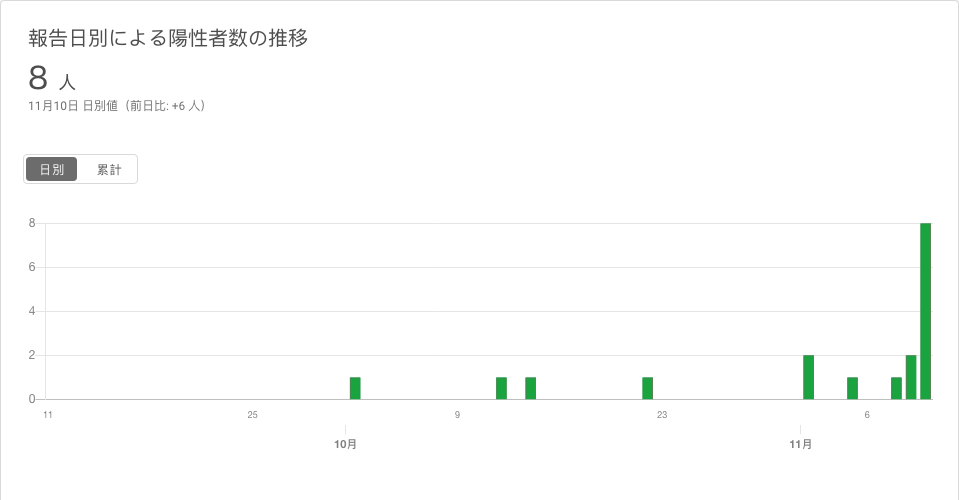 報告日別による陽性者数の推移
8 人
11月10日 日別値（前日比: +6 人）
日別 累計
8
6
4
2
0
11 25 9 23 6
10月 11月